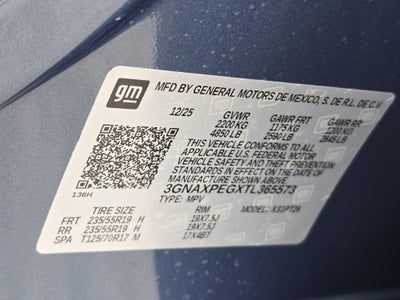 gm
MFD BY GENERAL MOTORS DE MEXICO, S. DE R.L. DE C.V.
12/25 GVWR GAWR FRT GAWR RR
2200 KG 1175 KG 1200 KG
4850 LB 2590 LB 2645 LB
THIS VEHICLE CONFORMS TO ALL
APPLICABLE U.S. FEDERAL MOTOR
VEHICLE SAFETY, BUMPER, AND
THEFT PREVENTION STANDARDS IN
EFFECT ON THE DATE OF
MANUFACTURE SHOWN ABOVE.
3GNAXPEGXTL365573
TYPE: MPV MODEL: K31PT26
136H
TIRE SIZE RIM
FRT 235/55R19 H 19X7.5J
RR 235/55R19 H 19X7.5J
SPA T125/70R17 M 17X4BT